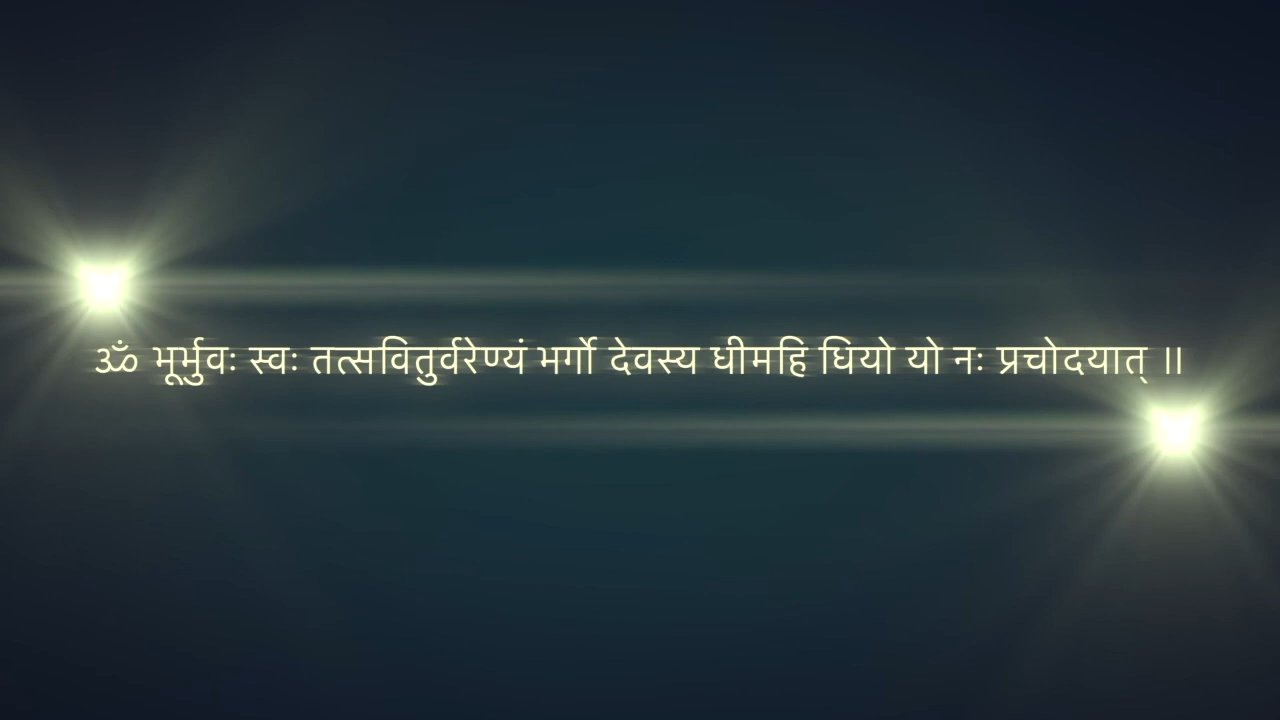 ॐ भूर्भुवः स्वः तत्सवितुर्वरेण्यं भर्गो देवस्य धीमहि धियो यो नः प्रचोदयात् ॥